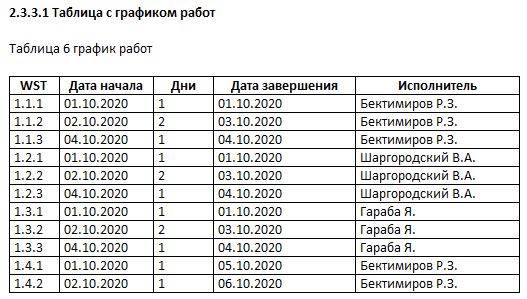 2.3.3.1 Таблица с графиком работ
Таблица 6 график работ
WST Дата начала Дни Дата завершения Исполнитель
1.1.1 01.10.2020 1 01.10.2020 Бектимиров Р.З.
1.1.2 02.10.2020 2 03.10.2020 Бектимиров Р.З.
1.1.3 04.10.2020 1 04.10.2020 Бектимиров Р.З.
1.2.1 01.10.2020 1 01.10.2020 Шаргородский В.А.
1.2.2 02.10.2020 2 03.10.2020 Шаргородский В.А.
1.2.3 04.10.2020 1 04.10.2020 Шаргородский В.А.
1.3.1 01.10.2020 1 01.10.2020 Гараба Я.
1.3.2 02.10.2020 2 03.10.2020 Гараба Я.
1.3.3 04.10.2020 1 04.10.2020 Гараба Я.
1.4.1 01.10.2020 1 05.10.2020 Бектимиров Р.З.
1.4.2 02.10.2020 1 06.10.2020 Бектимиров Р.З.